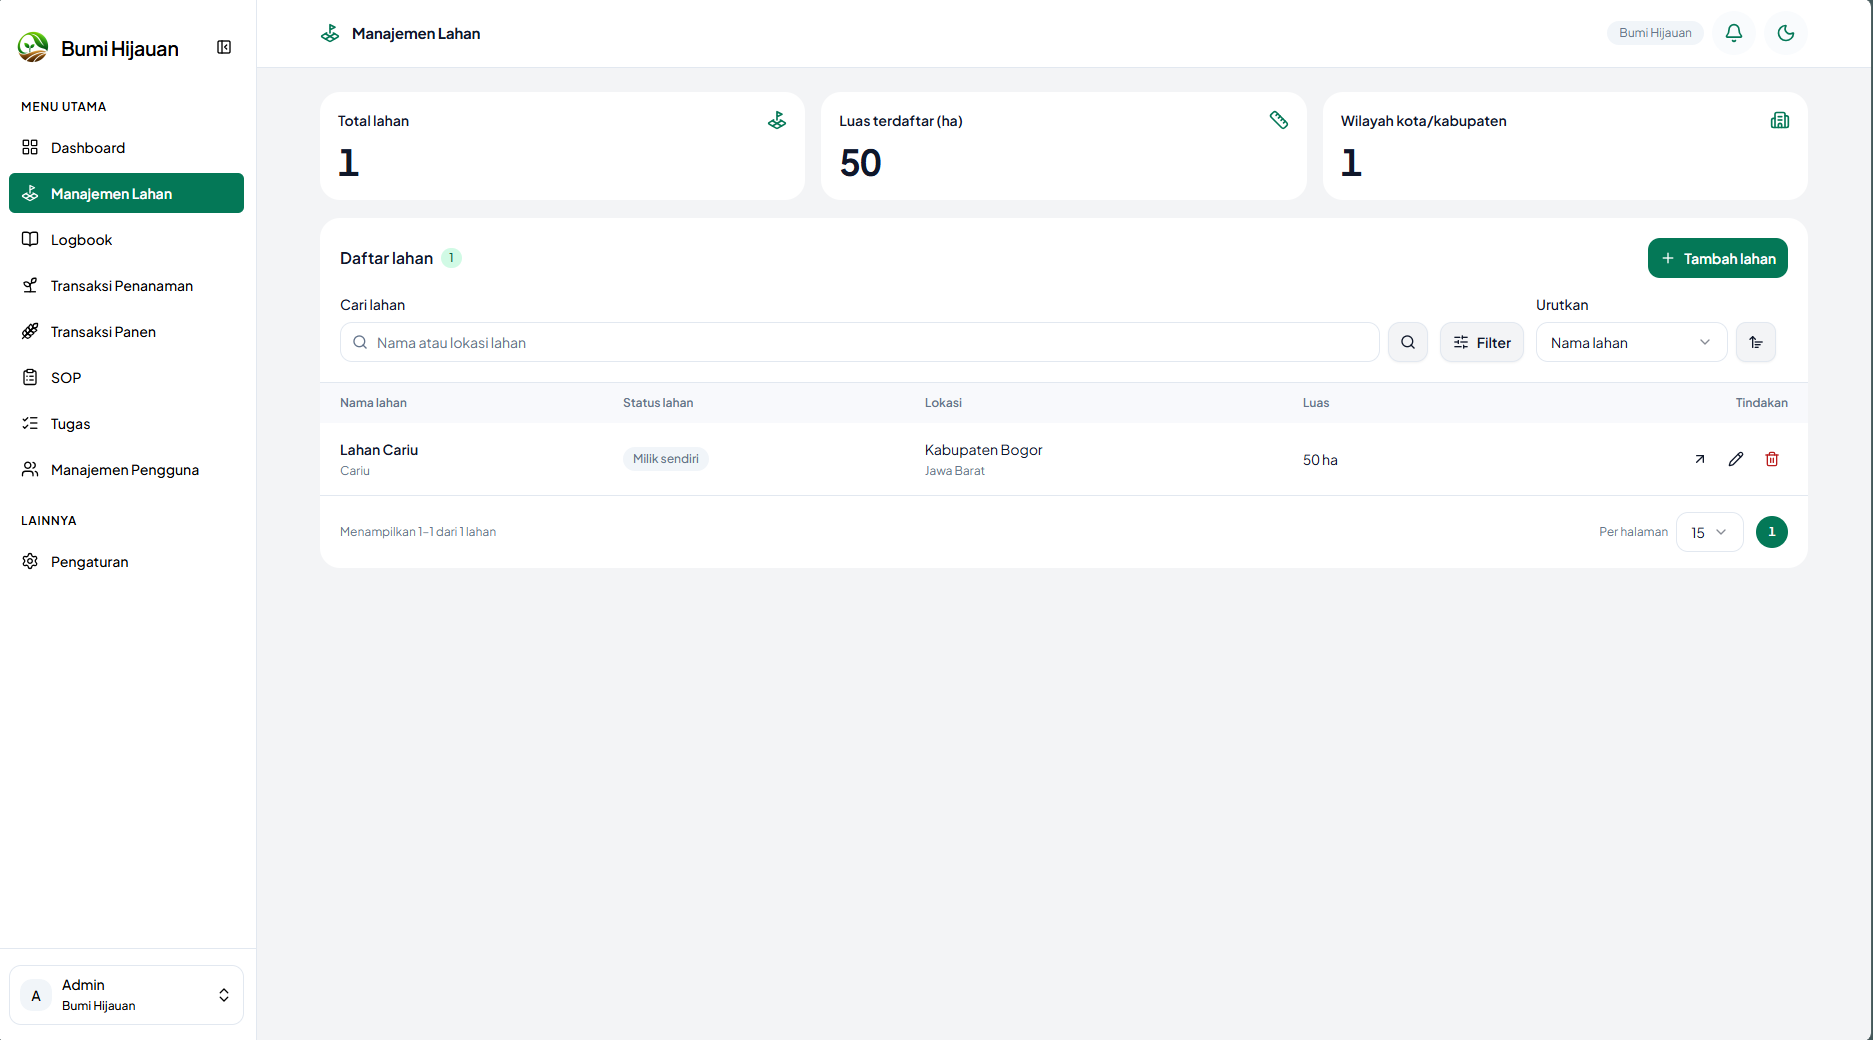 Bumi Hijauan
MENU UTAMA
Dashboard
Manajemen Lahan
Logbook
Transaksi Penanaman
Transaksi Panen
SOP
Tugas
Manajemen Pengguna
LAINNYA
Pengaturan
A
Admin
Bumi Hijauan
Manajemen Lahan
Bumi Hijauan
Total lahan
1
Luas terdaftar (ha)
50
Wilayah kota/kabupaten
1
Daftar lahan 1
Tambah lahan
Cari lahan
Urutkan
Nama atau lokasi lahan
Filter
Nama lahan
Nama lahan Status lahan Lokasi Luas Tindakan
Lahan Cariu
Cariu
Milik sendiri
Kabupaten Bogor
Jawa Barat
50 ha
Menampilkan 1–1 dari 1 lahan
Per halaman 15 1